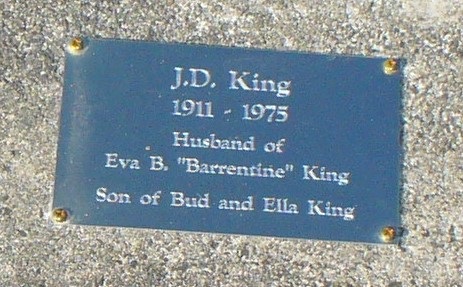 J.D. King
1911 - 1975
Husband of
Eva B. "Barrentine" King
Son of Bud and Ella King